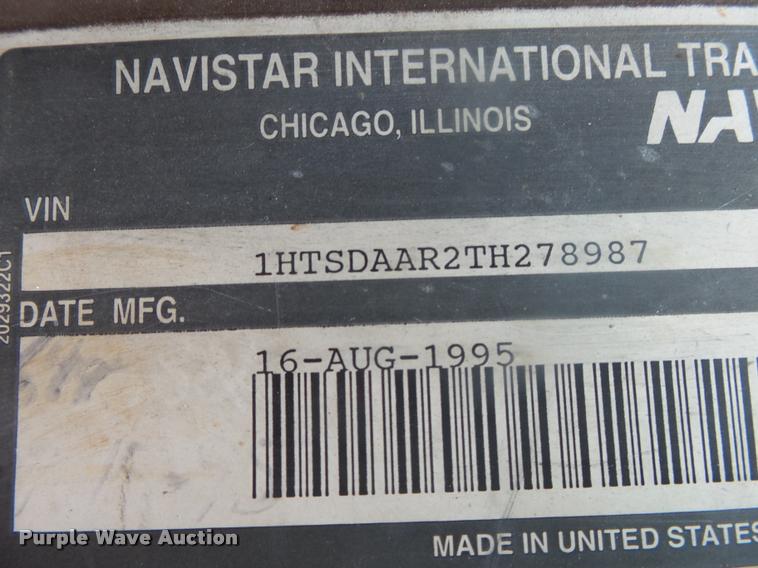 NAVISTAR INTERNATIONAL TRA
CHICAGO, ILLINOIS
NAV
VIN
1HTSDAAR2TH278987
2029322C1
DATE MFG.
16-AUG-1995
MADE IN UNITED STATES
Purple Wave Auction